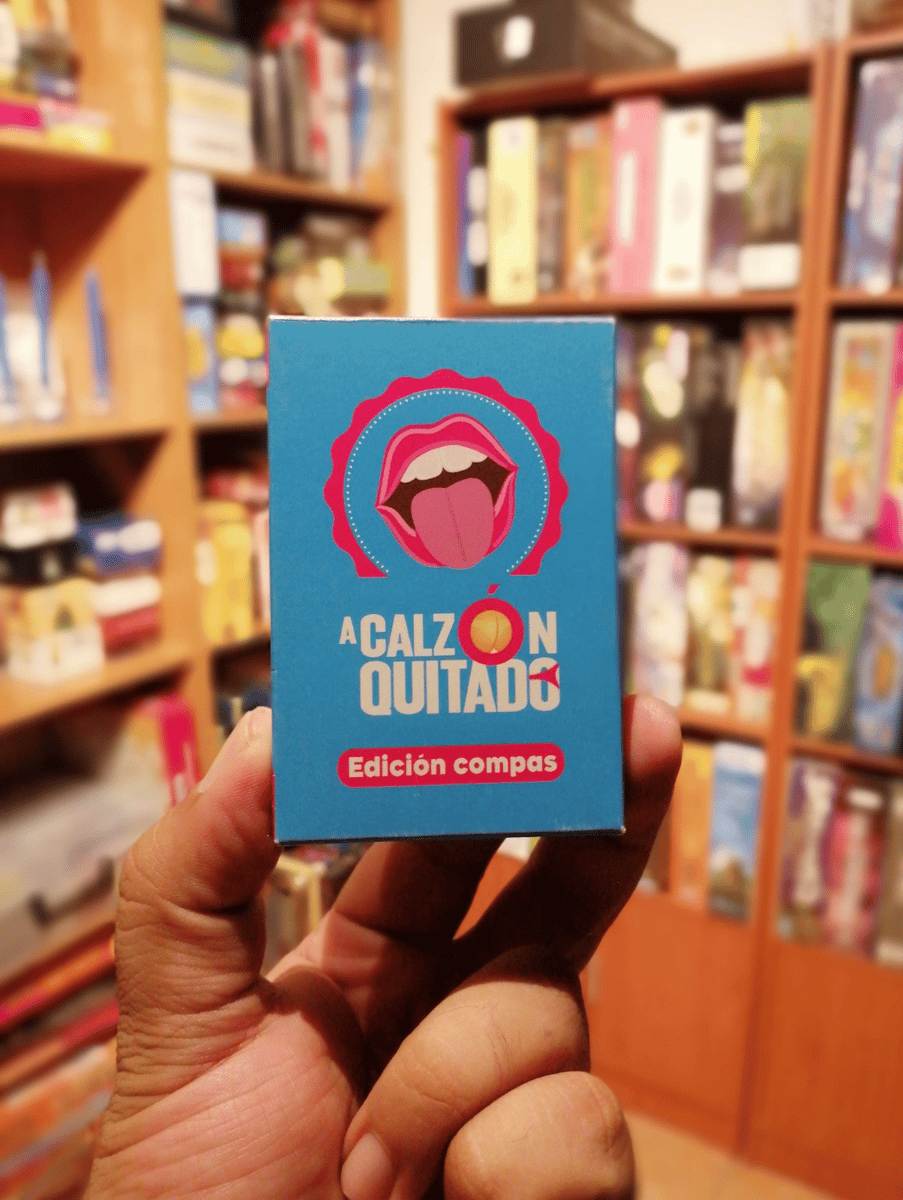 A CALZÓN
QUITADO
Edición compas